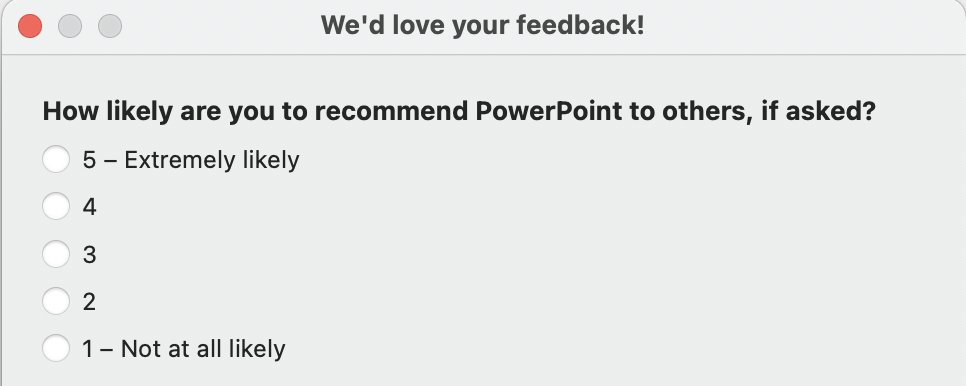 We'd love your feedback!
How likely are you to recommend PowerPoint to others, if asked?
5 – Extremely likely
4
3
2
1 – Not at all likely